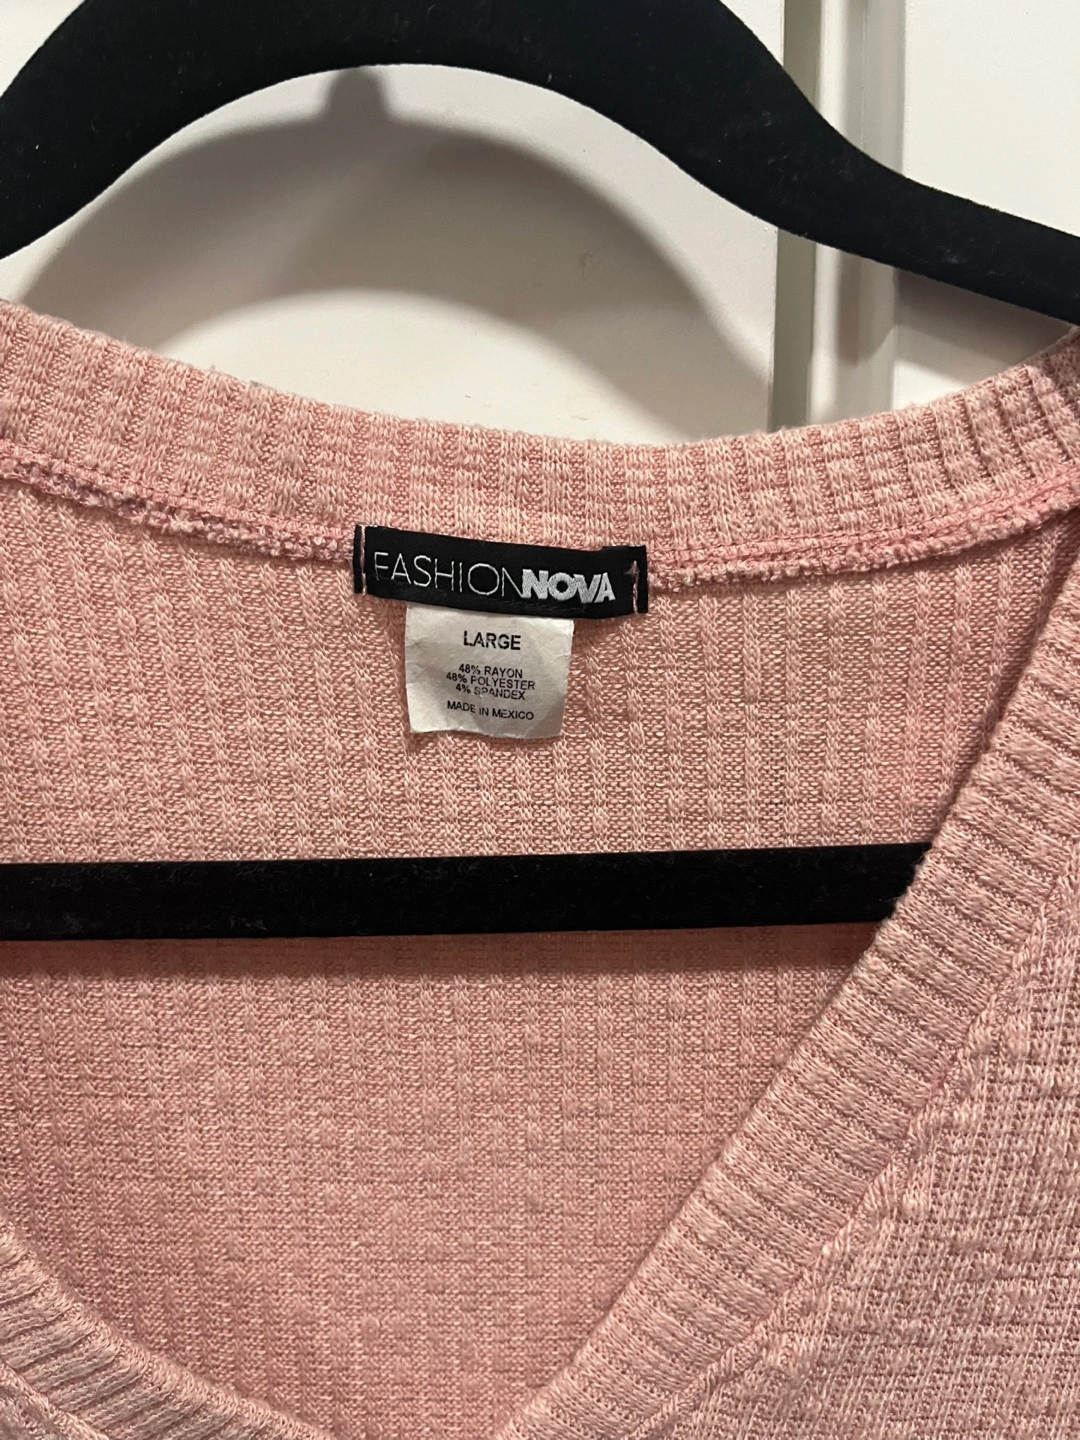 FASHIONNOVA
LARGE
48% RAYON
48% POLYESTER
4% SPANDEX
MADE IN MEXICO